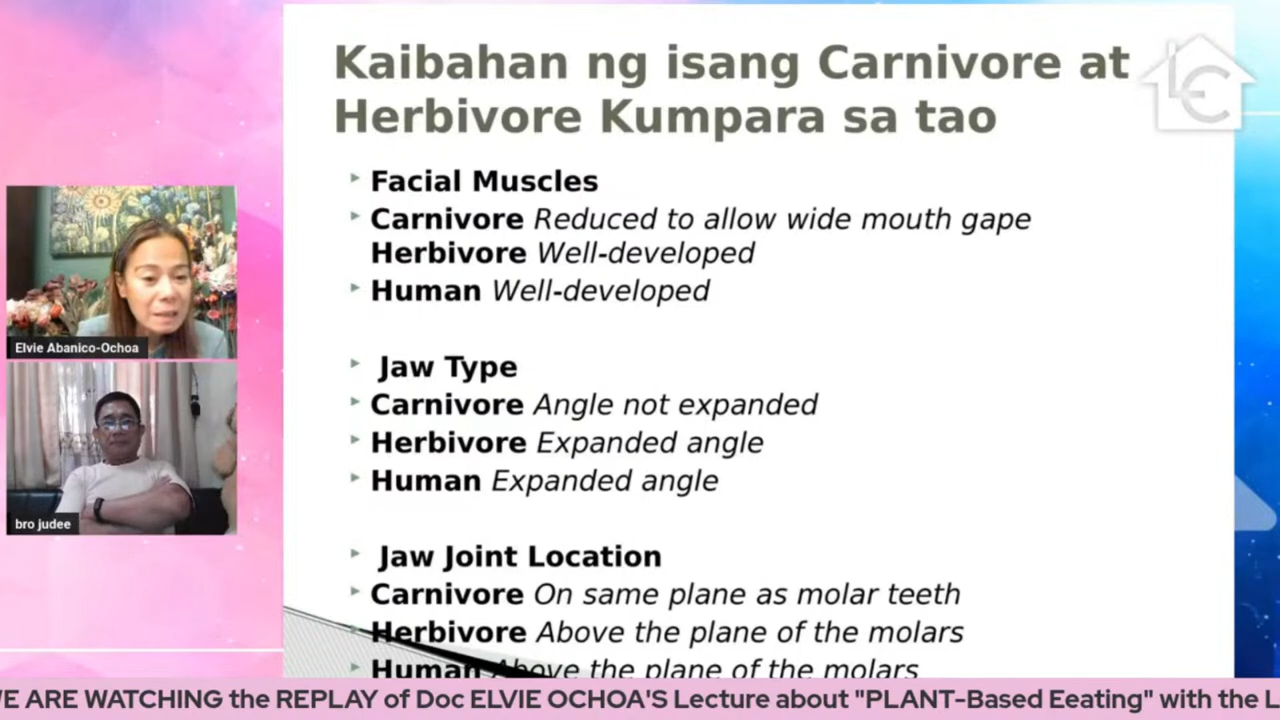 Kaibahan ng isang Carnivore at
Herbivore Kumpara sa tao
Facial Muscles
Carnivore Reduced to allow wide mouth gape
Herbivore Well-developed
Human Well-developed
Jaw Type
Carnivore Angle not expanded
Herbivore Expanded angle
Human Expanded angle
Jaw Joint Location
Carnivore On same plane as molar teeth
Herbivore Above the plane of the molars
Human Above the plane of the molars
Elvie Abanico-Ochoa
bro judee
LC
WE ARE WATCHING the REPLAY of Doc ELVIE OCHOA'S Lecture about "PLANT-Based Eeating" with the L